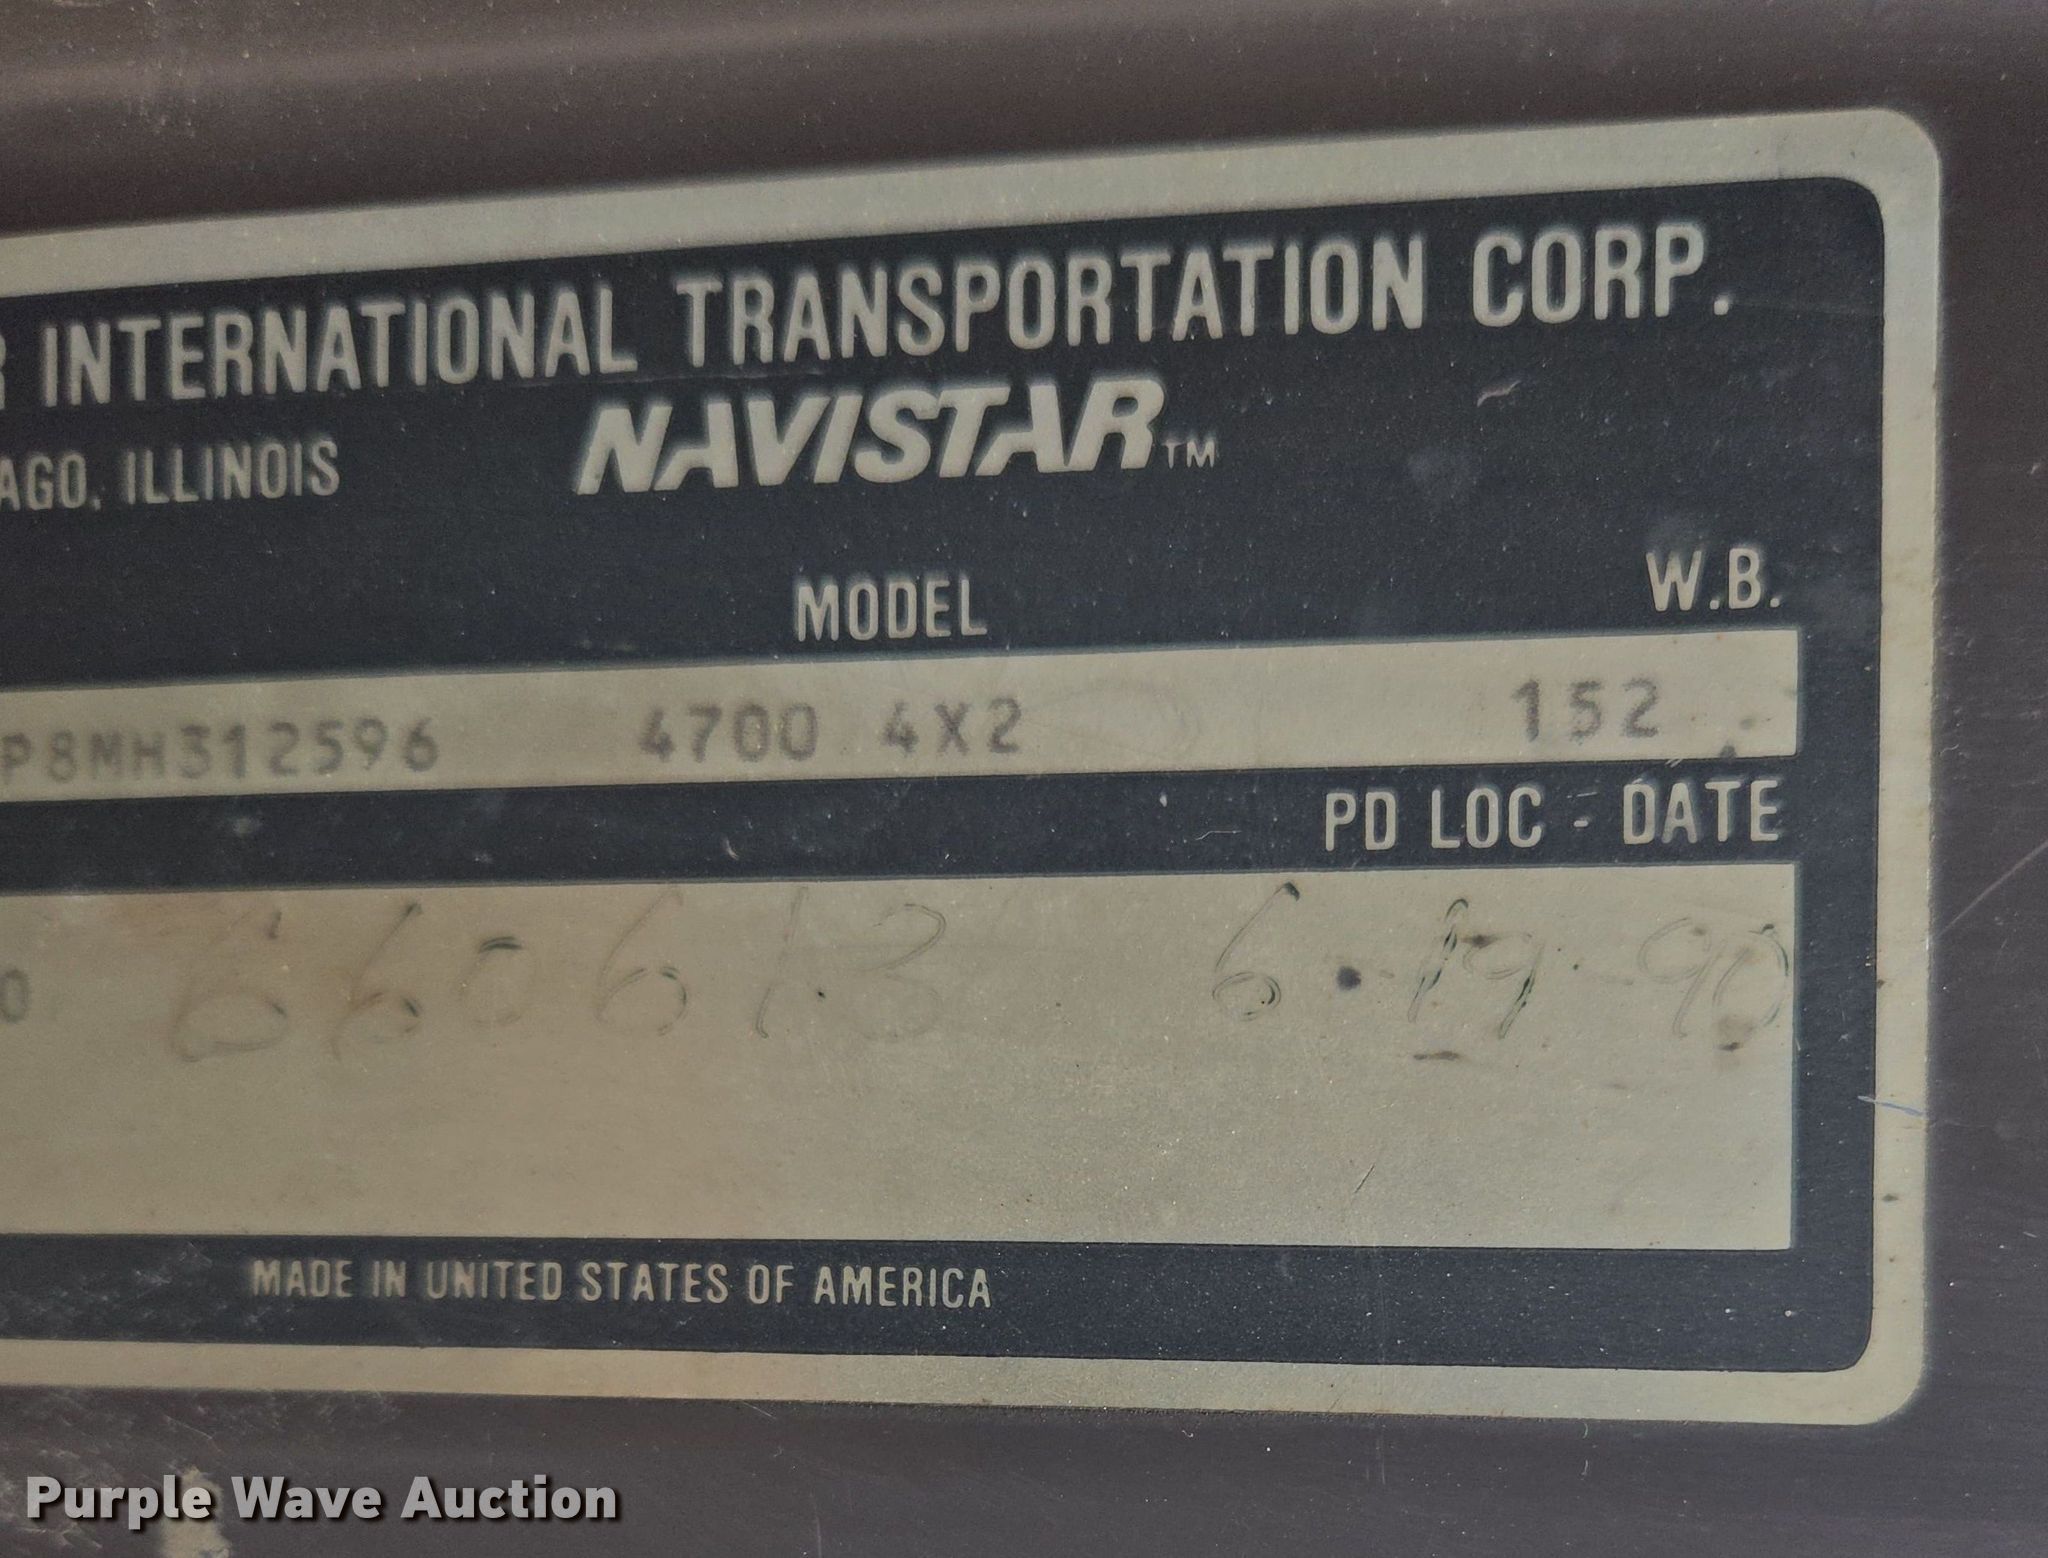 R INTERNATIONAL TRANSPORTATION CORP.
AGO, ILLINOIS NAVISTAR™
MODEL W.B.
P8MH312596 4700 4X2 152
PD LOC - DATE
0 660613 6·19·90
MADE IN UNITED STATES OF AMERICA
Purple Wave Auction